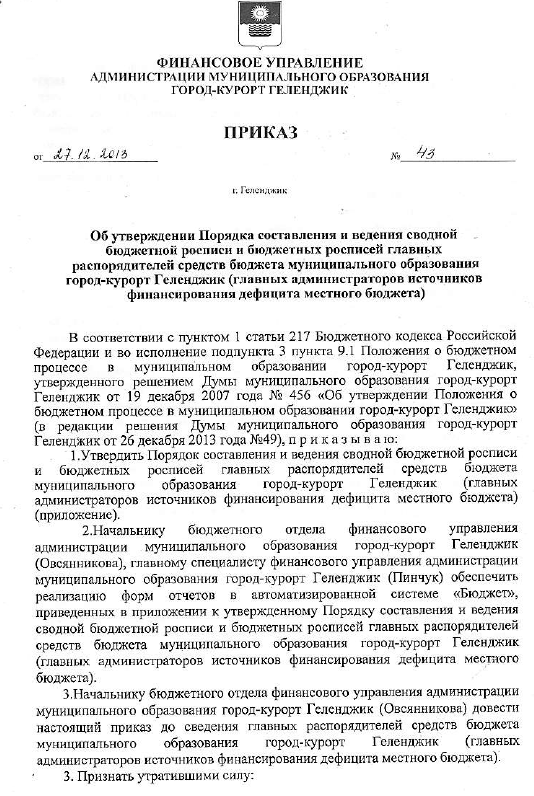 ФИНАНСОВОЕ УПРАВЛЕНИЕ
АДМИНИСТРАЦИИ МУНИЦИПАЛЬНОГО ОБРАЗОВАНИЯ
ГОРОД-КУРОРТ ГЕЛЕНДЖИК
ПРИКАЗ
от 27.12.2013 № 43
г. Геленджик
Об утверждении Порядка составления и ведения сводной
бюджетной росписи и бюджетных росписей главных
распорядителей средств бюджета муниципального образования
город-курорт Геленджик (главных администраторов источников
финансирования дефицита местного бюджета)
В соответствии с пунктом 1 статьи 217 Бюджетного кодекса Российской
Федерации и во исполнение подпункта 3 пункта 9.1 Положения о бюджетном
процессе в муниципальном образовании город-курорт Геленджик,
утвержденного решением Думы муниципального образования город-курорт
Геленджик от 19 декабря 2007 года № 456 «Об утверждении Положения о
бюджетном процессе в муниципальном образовании город-курорт Геленджик»
(в редакции решения Думы муниципального образования город-курорт
Геленджик от 26 декабря 2013 года №49), п р и к а з ы в а ю:
1.Утвердить Порядок составления и ведения сводной бюджетной росписи
и бюджетных росписей главных распорядителей средств бюджета
муниципального образования город-курорт Геленджик (главных
администраторов источников финансирования дефицита местного бюджета)
(приложение).
2.Начальнику бюджетного отдела финансового управления
администрации муниципального образования город-курорт Геленджик
(Овсянникова), главному специалисту финансового управления администрации
муниципального образования город-курорт Геленджик (Пинчук) обеспечить
реализацию форм отчетов в автоматизированной системе «Бюджет»,
приведенных в приложении к утвержденному Порядку составления и ведения
сводной бюджетной росписи и бюджетных росписей главных распорядителей
средств бюджета муниципального образования город-курорт Геленджик
(главных администраторов источников финансирования дефицита местного
бюджета).
3.Начальнику бюджетного отдела финансового управления администрации
муниципального образования город-курорт Геленджик (Овсянникова) довести
настоящий приказ до сведения главных распорядителей средств бюджета
муниципального образования город-курорт Геленджик (главных
администраторов источников финансирования дефицита местного бюджета).
3. Признать утратившими силу: